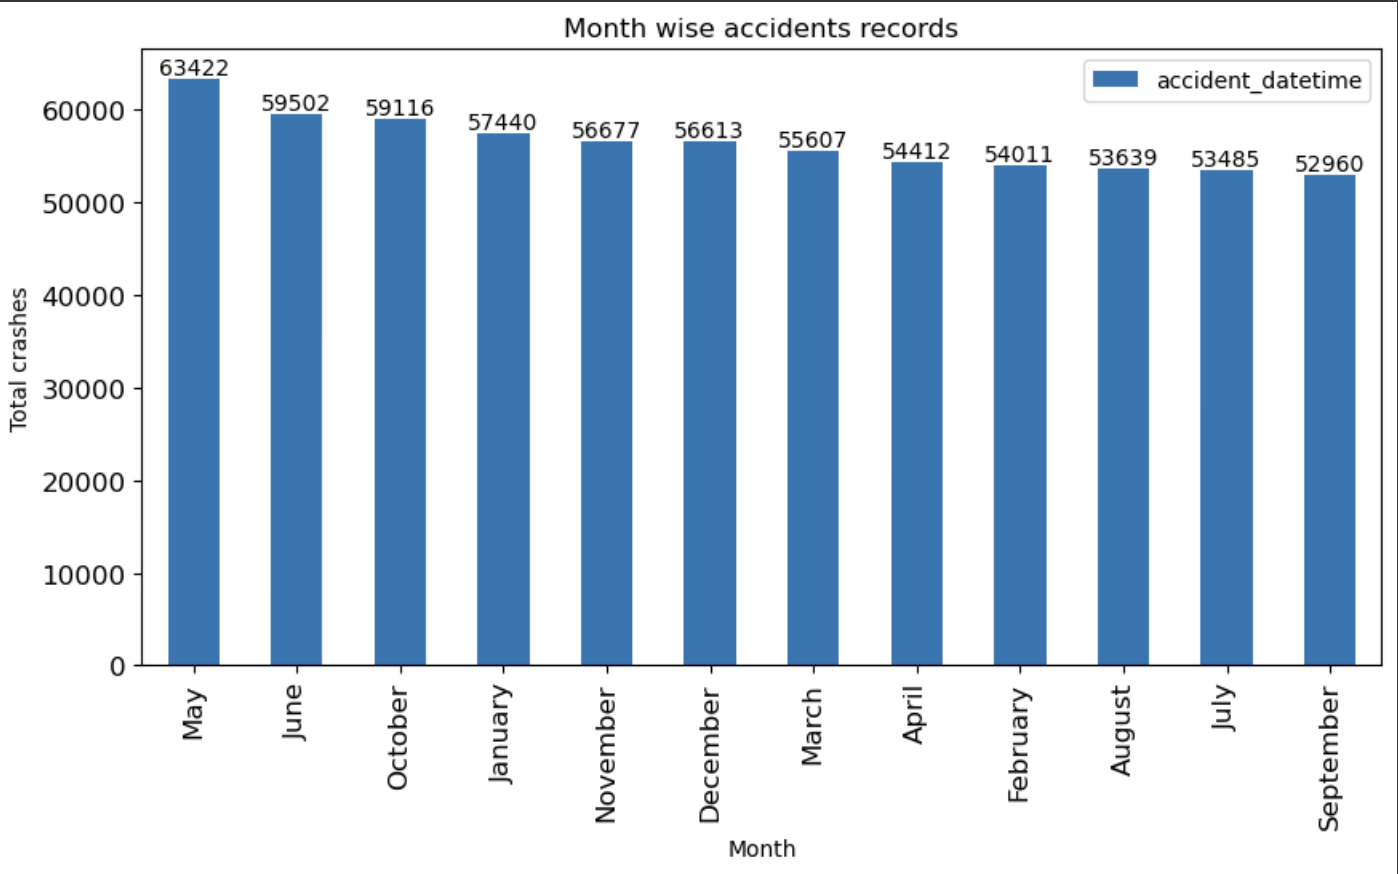 Month wise accidents records
accident_datetime
63422
59502
59116
57440
56677
56613
55607
54412
54011
53639
53485
52960
60000
50000
40000
30000
20000
10000
0
Total crashes
May
June
October
January
November
December
March
April
February
August
July
September
Month